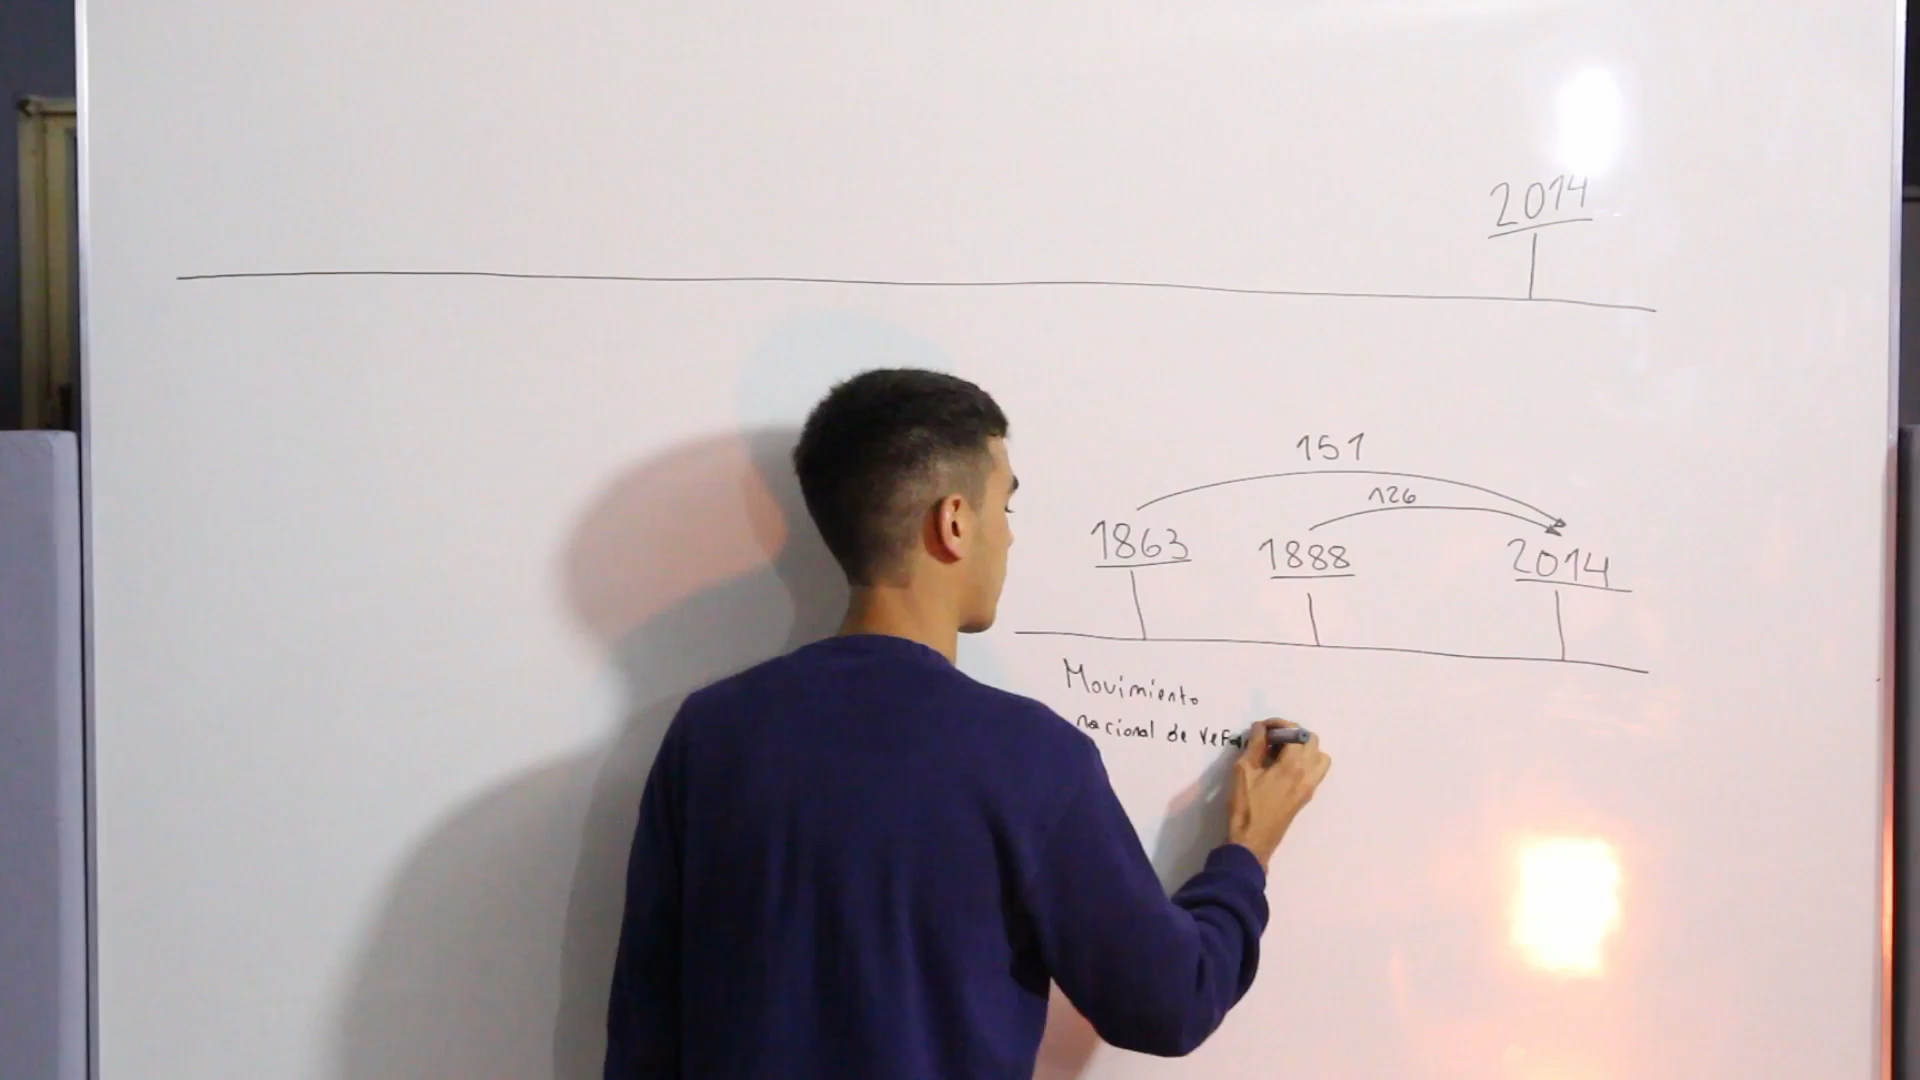 2014
151
126
1863 1888 2014
Movimiento
nacional de